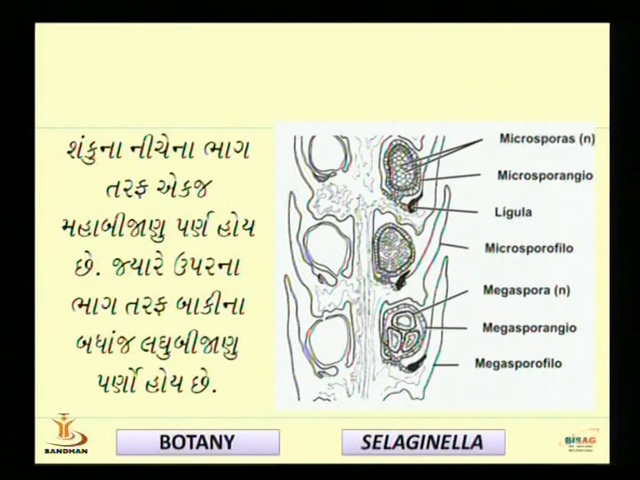 શંકુના નીચેના ભાગ
તરફ એકજ
મહાબીજાણુ પર્ણ હોય
છે. જ્યારે ઉપરના
ભાગ તરફ બાકીના
બધાંજ લઘુબીજાણુ
પર્ણો હોય છે.
Microsporas (n)
Microsporangio
Lígula
Microsporofilo
Megaspora (n)
Megasporangio
Megasporofilo
SANDHAN
BOTANY
SELAGINELLA
BISAG